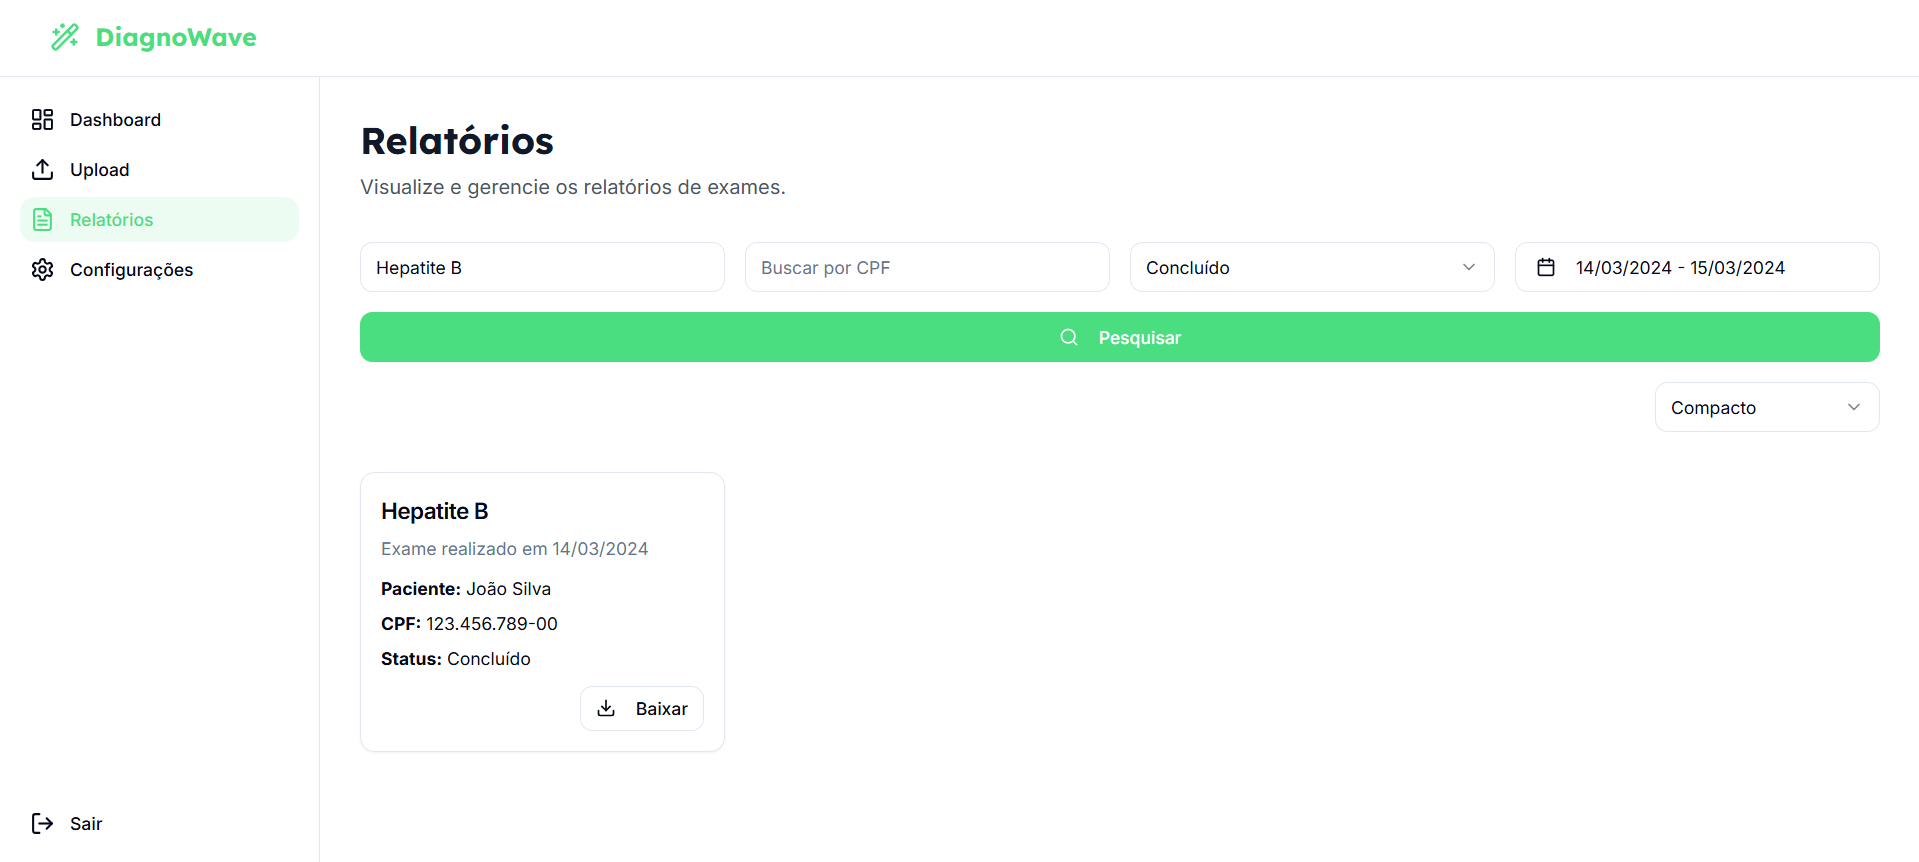 DiagnoWave
Dashboard
Upload
Relatórios
Configurações
Sair
Relatórios
Visualize e gerencie os relatórios de exames.
Hepatite B
Buscar por CPF
Concluído
14/03/2024 - 15/03/2024
Pesquisar
Compacto
Hepatite B
Exame realizado em 14/03/2024
Paciente: João Silva
CPF: 123.456.789-00
Status: Concluído
Baixar